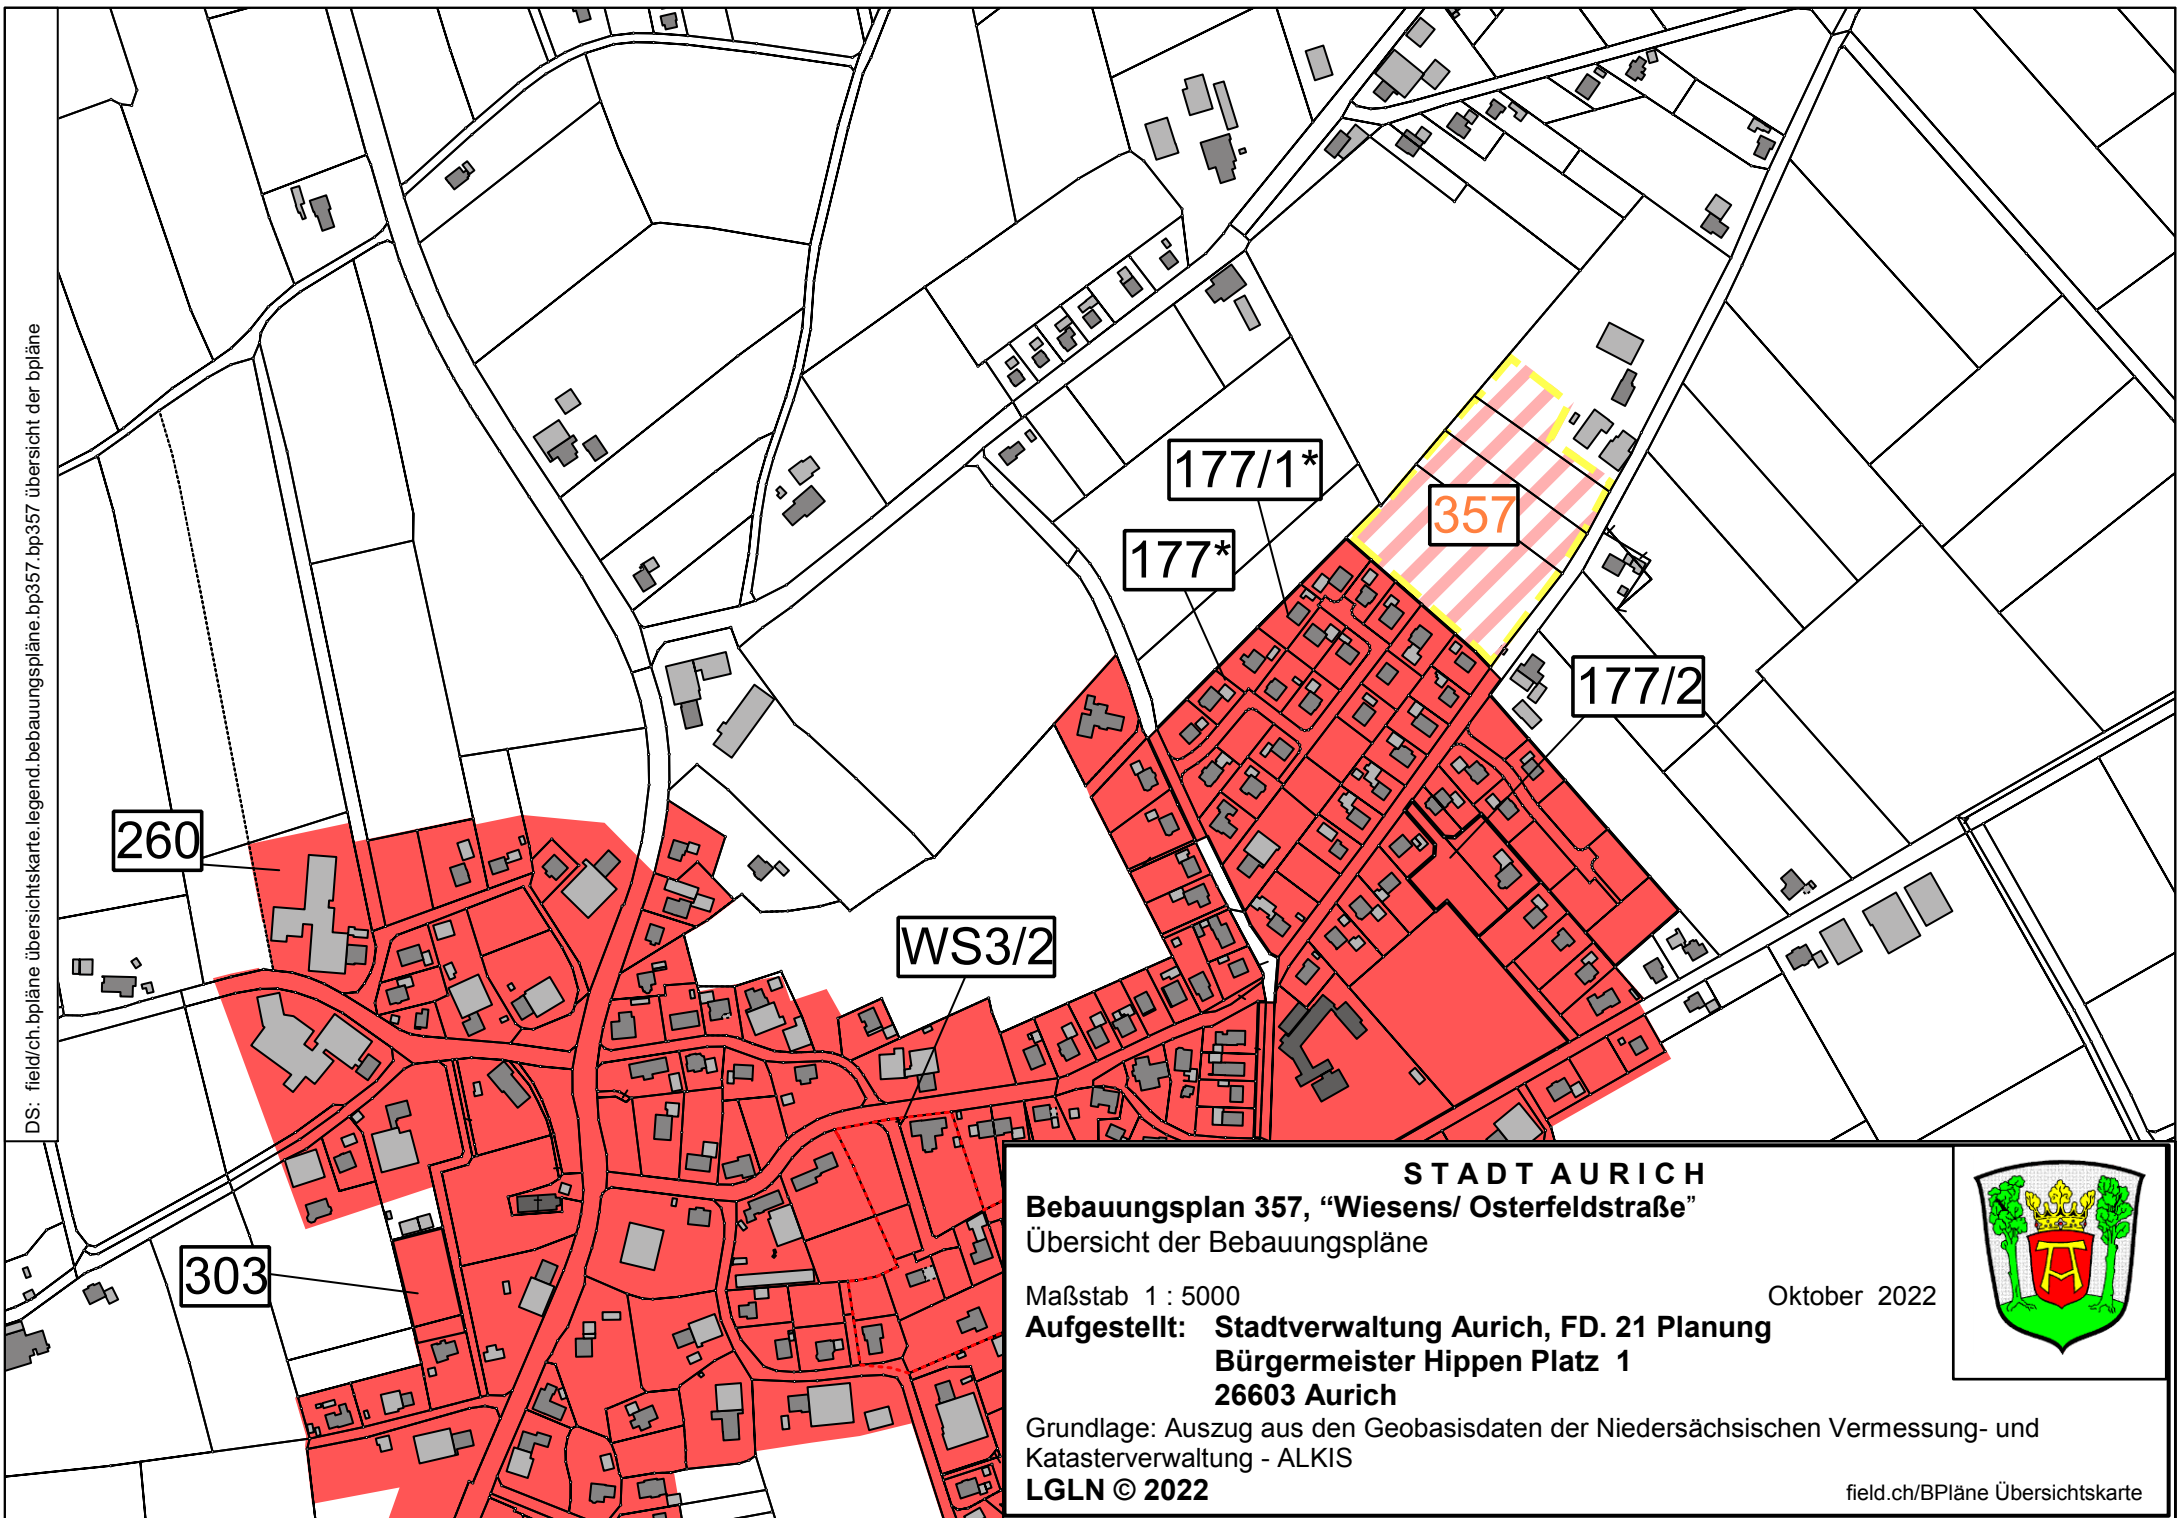 DS: field/ch.bpläne übersichtskarte.legend.bebauungspläne.bp357.bp357 übersicht der bpläne
177/1*
357
177*
177/2
260
WS3/2
303
STADT AURICH
Bebauungsplan 357, “Wiesens/ Osterfeldstraße”
Übersicht der Bebauungspläne
Maßstab 1 : 5000
Oktober 2022
Aufgestellt: Stadtverwaltung Aurich, FD. 21 Planung
Bürgermeister Hippen Platz 1
26603 Aurich
Grundlage: Auszug aus den Geobasisdaten der Niedersächsischen Vermessung- und
Katasterverwaltung - ALKIS
LGLN © 2022
field.ch/BPläne Übersichtskarte